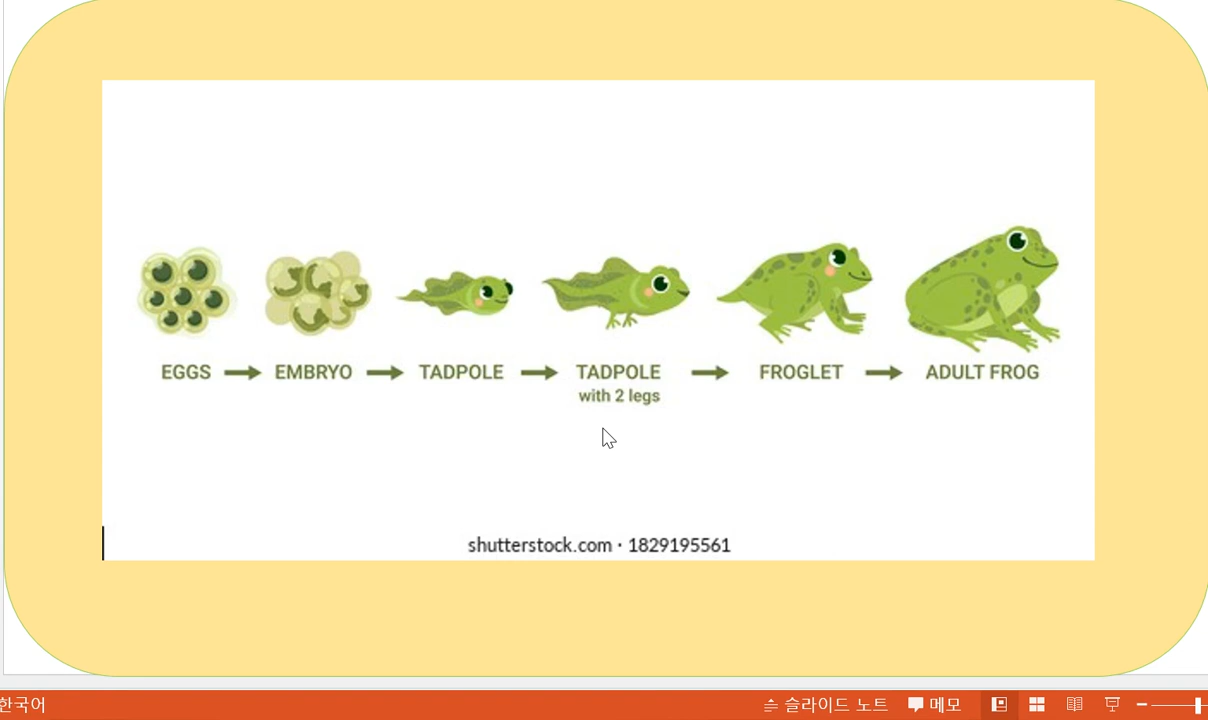 EGGS EMBRYO TADPOLE TADPOLE FROGLET ADULT FROG
with 2 legs
shutterstock.com · 1829195561
한국어 슬라이드 노트 메모